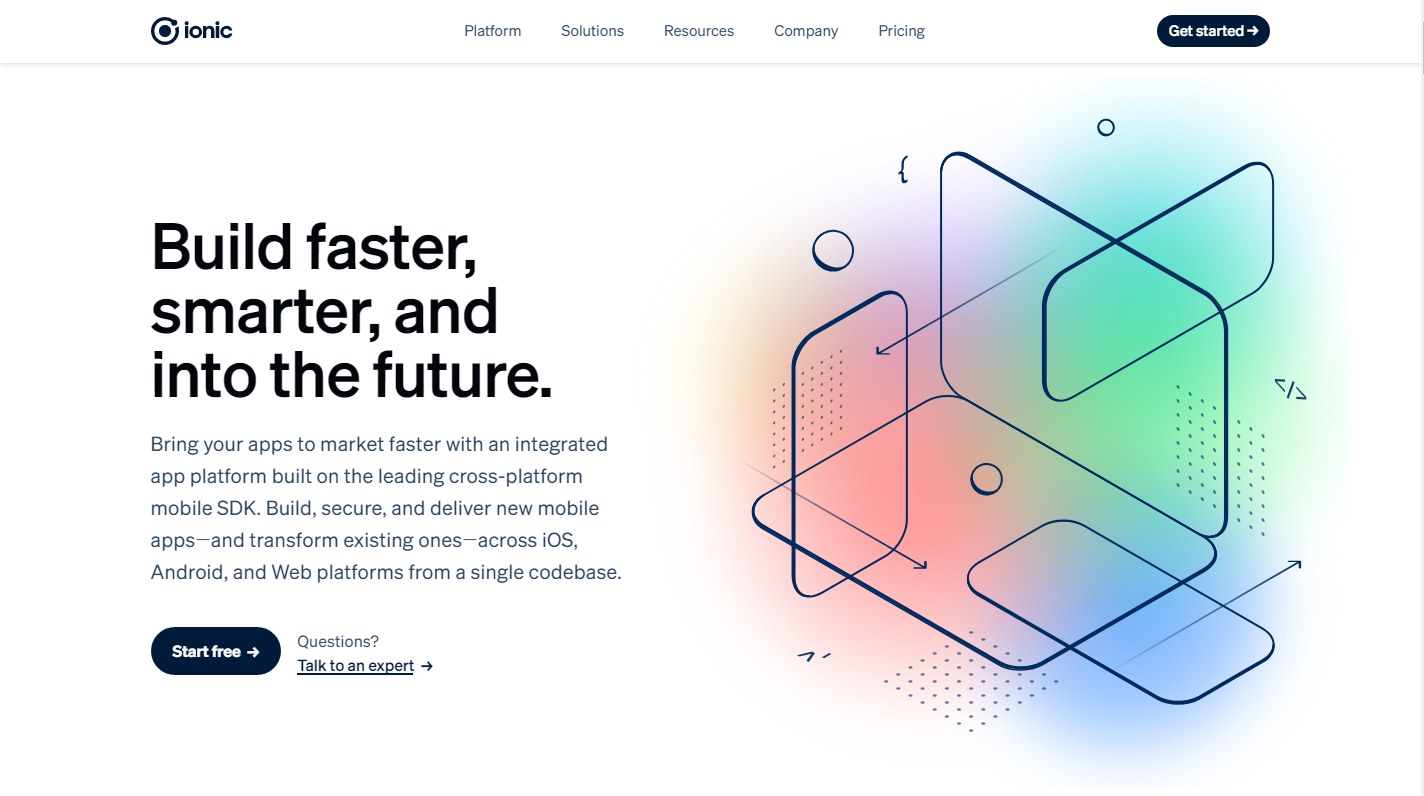 ionic
Platform
Solutions
Resources
Company
Pricing
Get started →
{
Build faster,
smarter, and
into the future.
</>
Bring your apps to market faster with an integrated
app platform built on the leading cross-platform
mobile SDK. Build, secure, and deliver new mobile
apps—and transform existing ones—across iOS,
Android, and Web platforms from a single codebase.
Start free →
Questions?
Talk to an expert →